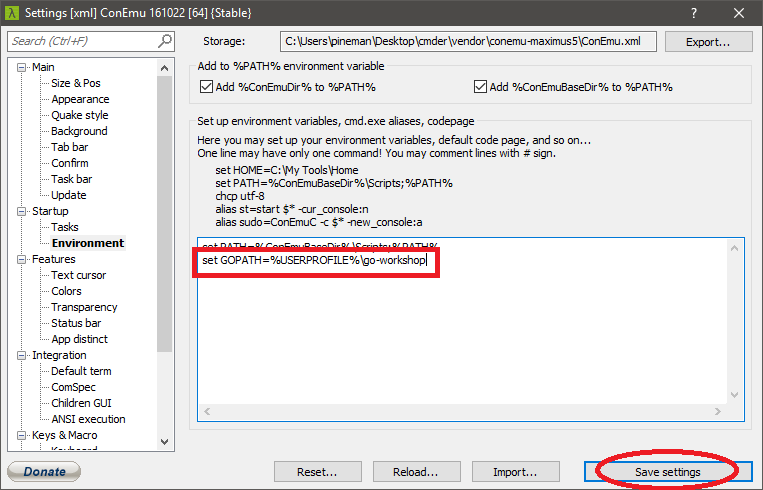 Settings [xml] ConEmu 161022 [64] {Stable}
Search (Ctrl+F)
Storage:
C:\Users\pineman\Desktop\cmder\vendor\conemu-maximus5\ConEmu.xml
Export...
Main
Size & Pos
Appearance
Quake style
Background
Tab bar
Confirm
Task bar
Update
Startup
Tasks
Environment
Features
Text cursor
Colors
Transparency
Status bar
App distinct
Integration
Default term
ComSpec
Children GUI
ANSI execution
Keys & Macro
Keyboard
Add to %PATH% environment variable
Add %ConEmuDir% to %PATH%
Add %ConEmuBaseDir% to %PATH%
Set up environment variables, cmd.exe aliases, codepage
Here you may set up your environment variables, default code page, and so on...
One line may have only one command! You may comment lines with # sign.
set HOME=C:\My Tools\Home
set PATH=%ConEmuBaseDir%\Scripts;%PATH%
chcp utf-8
alias st=start $* -cur_console:n
alias sudo=ConEmuC -c $* -new_console:a
set PATH=%ConEmuBaseDir%\Scripts;%PATH%
set GOPATH=%USERPROFILE%\go-workshop
Donate
Reset...
Reload...
Import...
Save settings